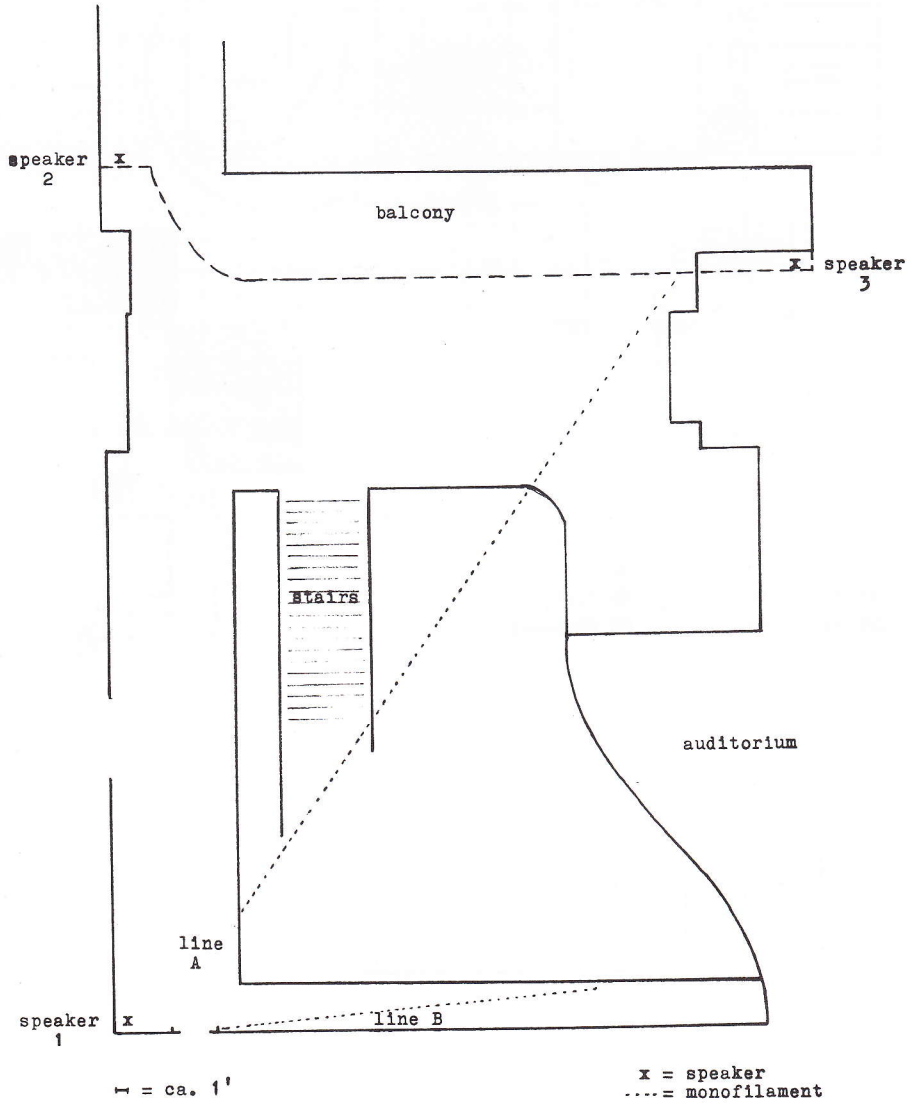 speaker
2
x
balcony
x speaker
3
stairs
auditorium
line
A
speaker
1
x
line B
= ca. 1'
x = speaker
.... = monofilament